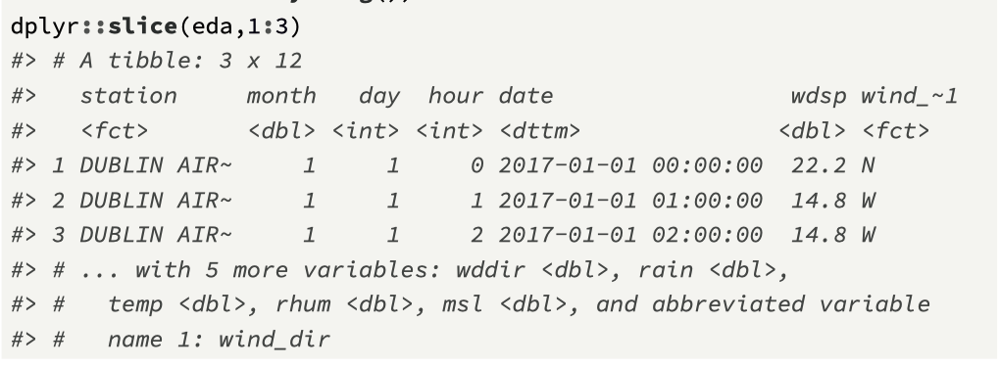 dplyr::slice(eda,1:3)
#> # A tibble: 3 x 12
#>   station    month   day  hour date                 wdsp wind_~1
#>   <fct>      <dbl> <int> <int> <dttm>              <dbl> <fct>
#> 1 DUBLIN AIR~     1     1     0 2017-01-01 00:00:00  22.2 N
#> 2 DUBLIN AIR~     1     1     1 2017-01-01 01:00:00  14.8 W
#> 3 DUBLIN AIR~     1     1     2 2017-01-01 02:00:00  14.8 W
#> # ... with 5 more variables: wddir <dbl>, rain <dbl>,
#> #   temp <dbl>, rhum <dbl>, msl <dbl>, and abbreviated variable
#> #   name 1: wind_dir